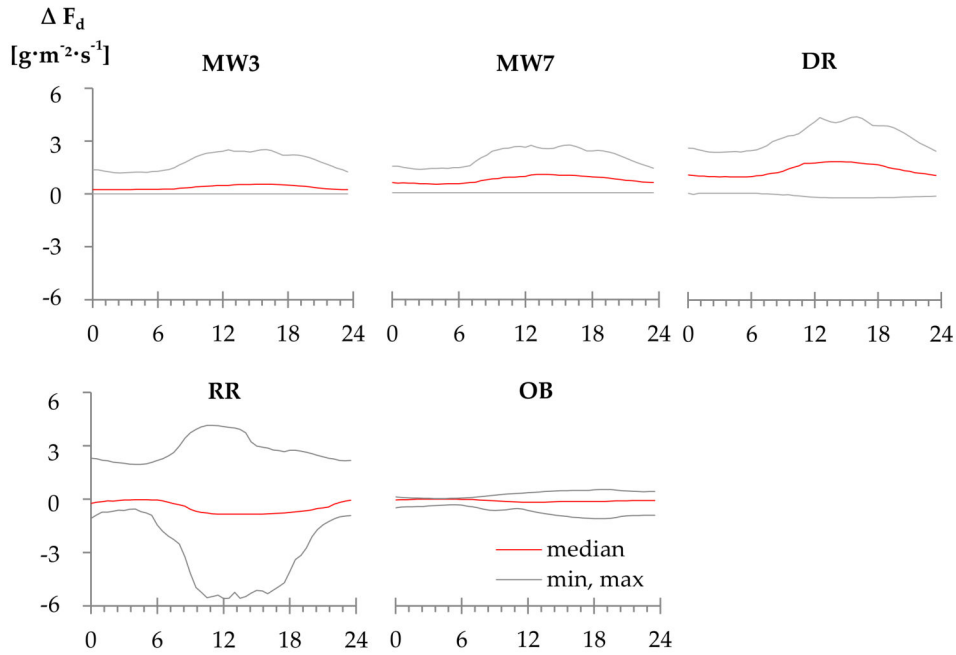 Δ F_d
[g·m⁻²·s⁻¹]
MW3 MW7 DR
6
3
0
-3
-6
0 6 12 18 24 0 6 12 18 24 0 6 12 18 24
RR OB
6
3
0
-3
-6
median
min, max
0 6 12 18 24 0 6 12 18 24